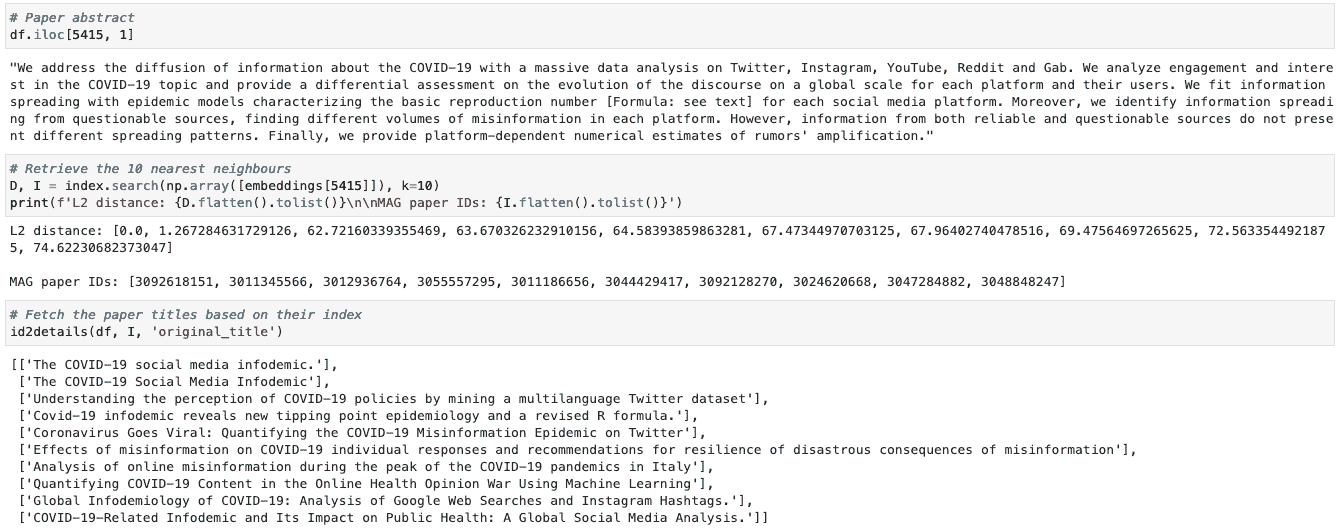 # Paper abstract
df.iloc[5415, 1]
"We address the diffusion of information about the COVID-19 with a massive data analysis on Twitter, Instagram, YouTube, Reddit and Gab. We analyze engagement and intere
st in the COVID-19 topic and provide a differential assessment on the evolution of the discourse on a global scale for each platform and their users. We fit information
spreading with epidemic models characterizing the basic reproduction number [Formula: see text] for each social media platform. Moreover, we identify information spreadi
ng from questionable sources, finding different volumes of misinformation in each platform. However, information from both reliable and questionable sources do not prese
nt different spreading patterns. Finally, we provide platform-dependent numerical estimates of rumors' amplification."
# Retrieve the 10 nearest neighbours
D, I = index.search(np.array([embeddings[5415]]), k=10)
print(f'L2 distance: {D.flatten().tolist()}\n\nMAG paper IDs: {I.flatten().tolist()}')
L2 distance: [0.0, 1.267284631729126, 62.72160339355469, 63.670326232910156, 64.58393859863281, 67.47344970703125, 67.96402740478516, 69.47564697265625, 72.563354492187
5, 74.62230682373047]
MAG paper IDs: [3092618151, 3011345566, 3012936764, 3055557295, 3011186656, 3044429417, 3092128270, 3024620668, 3047284882, 3048848247]
# Fetch the paper titles based on their index
id2details(df, I, 'original_title')
[['The COVID-19 social media infodemic.'],
['The COVID-19 Social Media Infodemic'],
['Understanding the perception of COVID-19 policies by mining a multilanguage Twitter dataset'],
['Covid-19 infodemic reveals new tipping point epidemiology and a revised R formula.'],
['Coronavirus Goes Viral: Quantifying the COVID-19 Misinformation Epidemic on Twitter'],
['Effects of misinformation on COVID-19 individual responses and recommendations for resilience of disastrous consequences of misinformation'],
['Analysis of online misinformation during the peak of the COVID-19 pandemics in Italy'],
['Quantifying COVID-19 Content in the Online Health Opinion War Using Machine Learning'],
['Global Infodemiology of COVID-19: Analysis of Google Web Searches and Instagram Hashtags.'],
['COVID-19-Related Infodemic and Its Impact on Public Health: A Global Social Media Analysis.']]